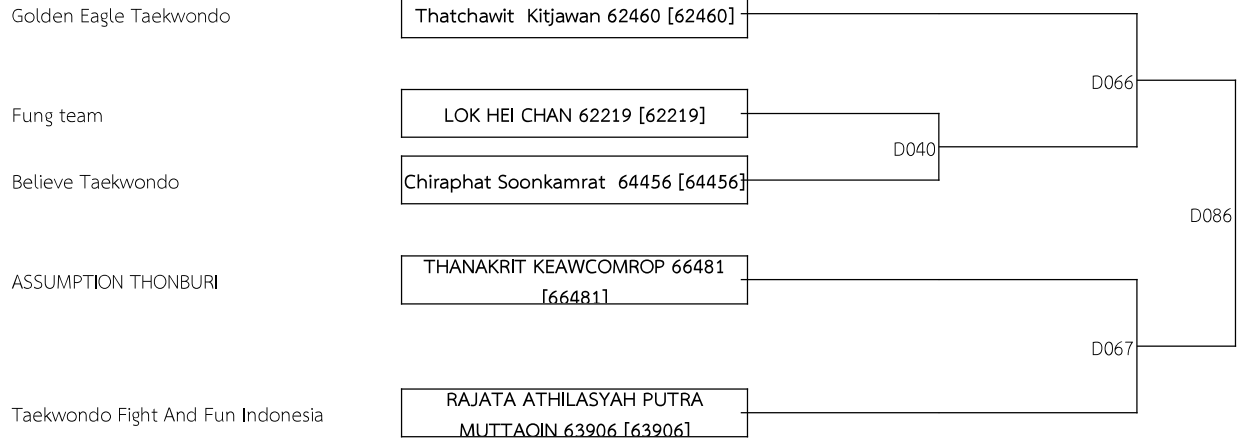 Golden Eagle Taekwondo
Thatchawit Kitjawan 62460 [62460]
D066
Fung team
LOK HEI CHAN 62219 [62219]
D040
Believe Taekwondo
Chiraphat Soonkamrat 64456 [64456]
D086
ASSUMPTION THONBURI
THANAKRIT KEAWCOMROP 66481
[66481]
D067
Taekwondo Fight And Fun Indonesia
RAJATA ATHILASYAH PUTRA
MUTTAQIN 63906 [63906]